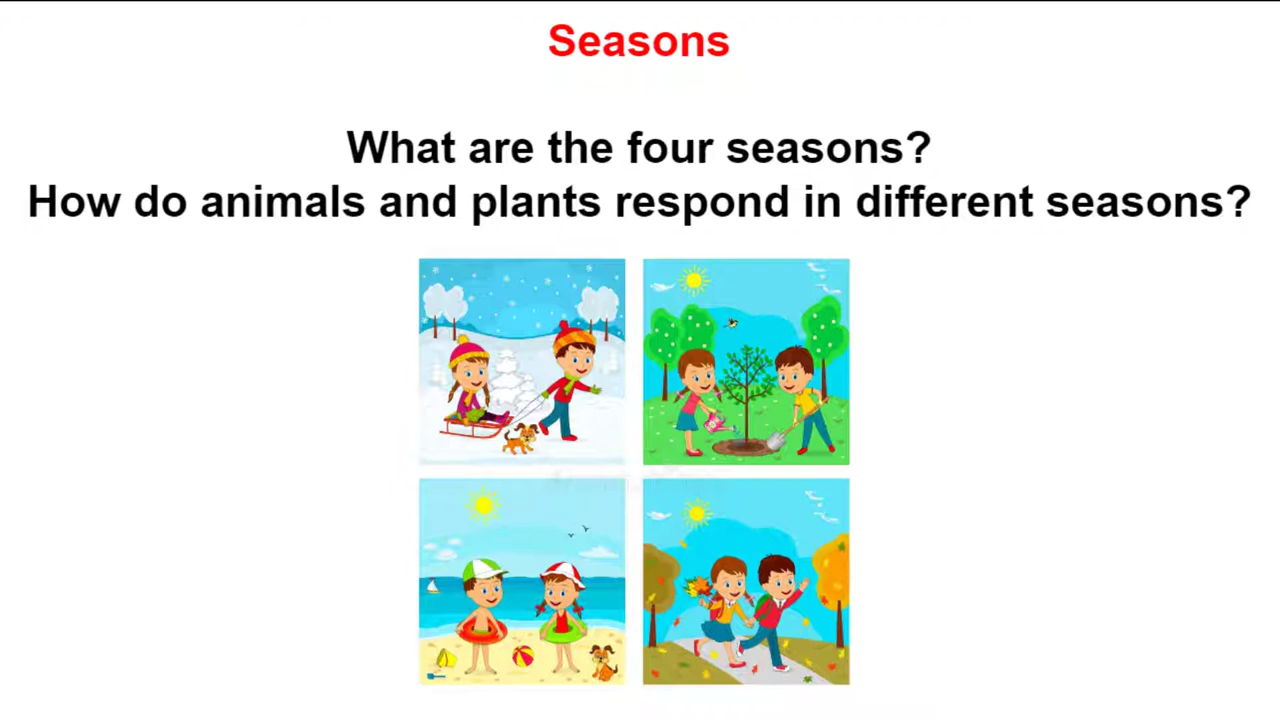 Seasons
What are the four seasons?
How do animals and plants respond in different seasons?